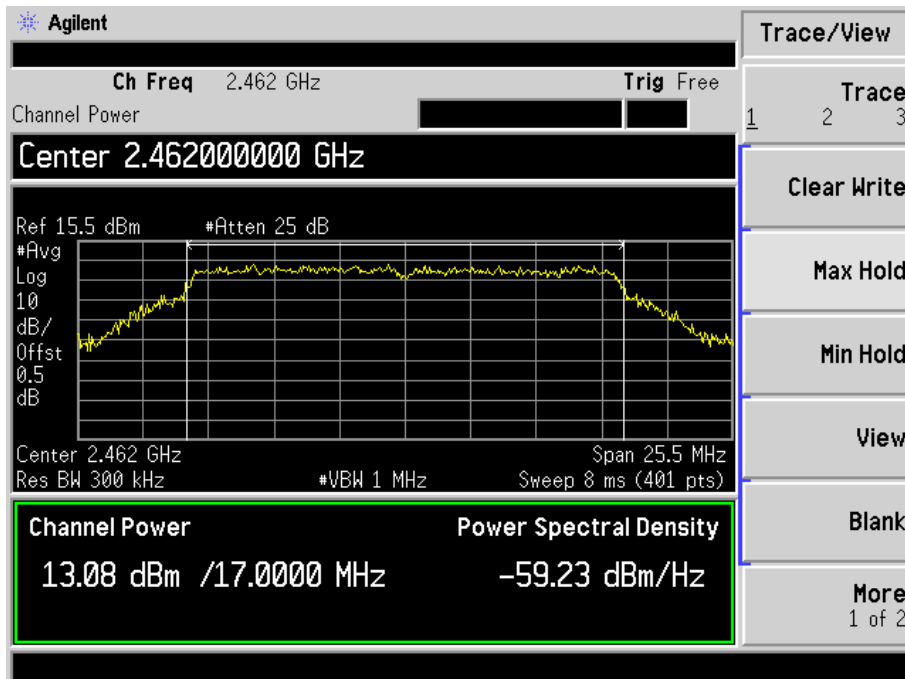 Agilent
Trace/View
Ch Freq 2.462 GHz Trig Free
Channel Power
Center 2.462000000 GHz
Ref 15.5 dBm #Atten 25 dB
#Avg
Log
10
dB/
Offst
0.5
dB
Center 2.462 GHz Span 25.5 MHz
Res BW 300 kHz #VBW 1 MHz Sweep 8 ms (401 pts)
Channel Power Power Spectral Density
13.08 dBm /17.0000 MHz -59.23 dBm/Hz
Trace
1 2 3
Clear Write
Max Hold
Min Hold
View
Blank
More
1 of 2